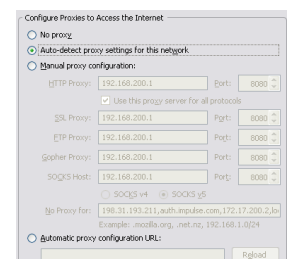 Configure Proxies to Access the Internet
No proxy
Auto-detect proxy settings for this network
Manual proxy configuration:
HTTP Proxy: 192.168.200.1 Port: 8080
Use this proxy server for all protocols
SSL Proxy: 192.168.200.1 Port: 8080
FTP Proxy: 192.168.200.1 Port: 8080
Gopher Proxy: 192.168.200.1 Port: 8080
SOCKS Host: 192.168.200.1 Port: 8080
SOCKS v4 SOCKS v5
No Proxy for: 198.31.193.211,auth.impulse.com,172.17.200.2,lo
Example: .mozilla.org, .net.nz, 192.168.1.0/24
Automatic proxy configuration URL:
Reload